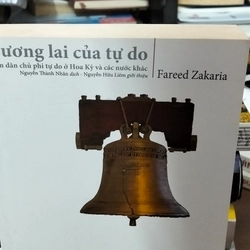 ương lai của tự do
n dân chủ phi tự do ở Hoa Kỳ và các nước khác
Nguyễn Thành Nhân dịch - Nguyễn Hữu Liêm giới thiệu
Fareed Zakaria